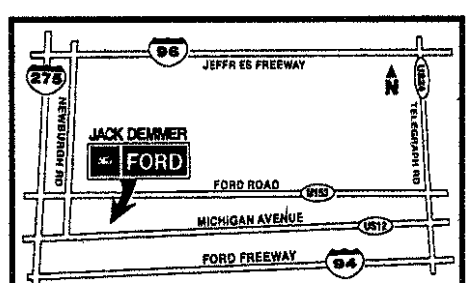 96
JEFFRIES FREEWAY
275
N
US24
NEWBURGH RD
TELEGRAPH RD
JACK DEMMER
FORD
FORD ROAD
M153
MICHIGAN AVENUE
US12
FORD FREEWAY
94